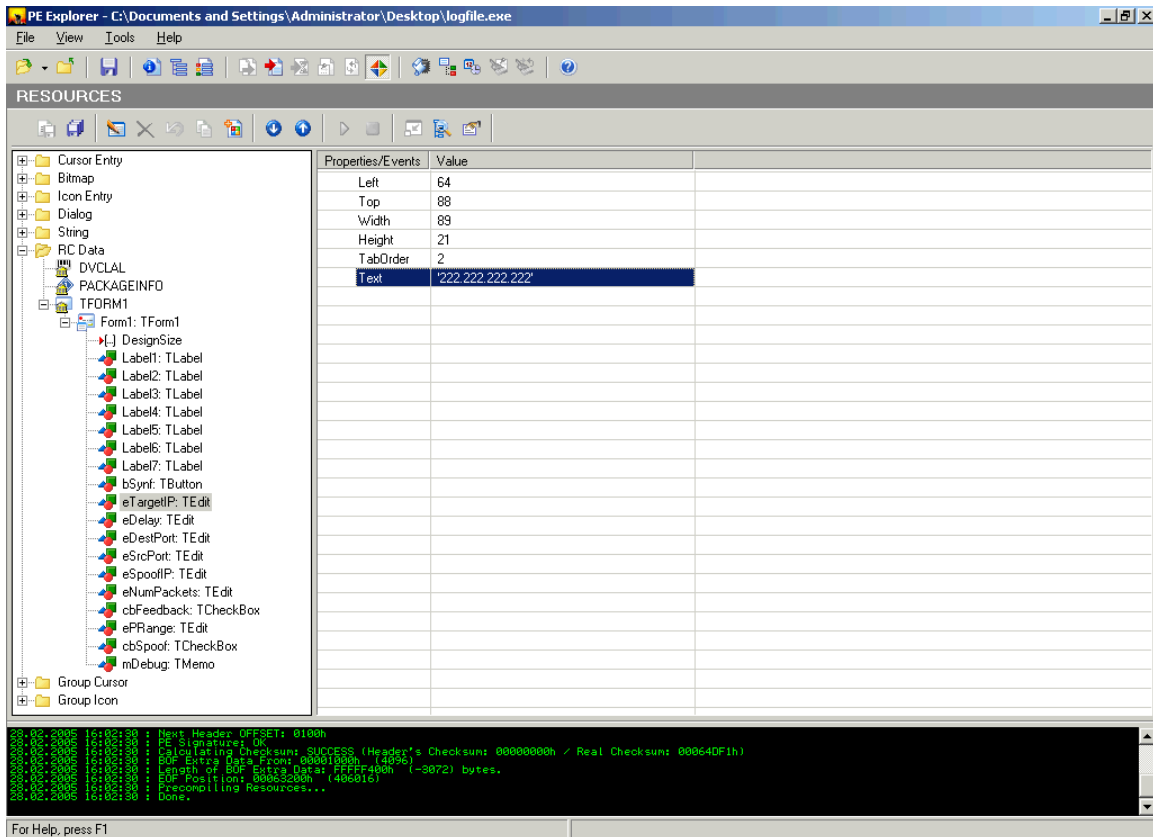 PE Explorer - C:\Documents and Settings\Administrator\Desktop\logfile.exe
File View Tools Help
RESOURCES
Cursor Entry
Bitmap
Icon Entry
Dialog
String
RC Data
DVCLAL
PACKAGEINFO
TFORM1
Form1: TForm1
DesignSize
Label1: TLabel
Label2: TLabel
Label3: TLabel
Label4: TLabel
Label5: TLabel
Label6: TLabel
Label7: TLabel
bSynf: TButton
eTargetIP: TEdit
eDelay: TEdit
eDestPort: TEdit
eSrcPort: TEdit
eSpoofIP: TEdit
eNumPackets: TEdit
cbFeedback: TCheckBox
ePRange: TEdit
cbSpoof: TCheckBox
mDebug: TMemo
Group Cursor
Group Icon
Properties/Events Value
Left 64
Top 88
Width 89
Height 21
TabOrder 2
Text '222.222.222.222'
28.02.2005 16:02:30 : Next Header OFFSET: 0100h
28.02.2005 16:02:30 : PE Signature: OK
28.02.2005 16:02:30 : Calculating Checksum: SUCCESS (Header's Checksum: 00000000h / Real Checksum: 00064DF1h)
28.02.2005 16:02:30 : BOF Extra Data From: 00001000h (4096)
28.02.2005 16:02:30 : Length of BOF Extra Data: FFFFF400h (-3072) bytes.
28.02.2005 16:02:30 : EOF Position: 00063200h (406016)
28.02.2005 16:02:30 : Precompiling Resources...
28.02.2005 16:02:30 : Done.
For Help, press F1